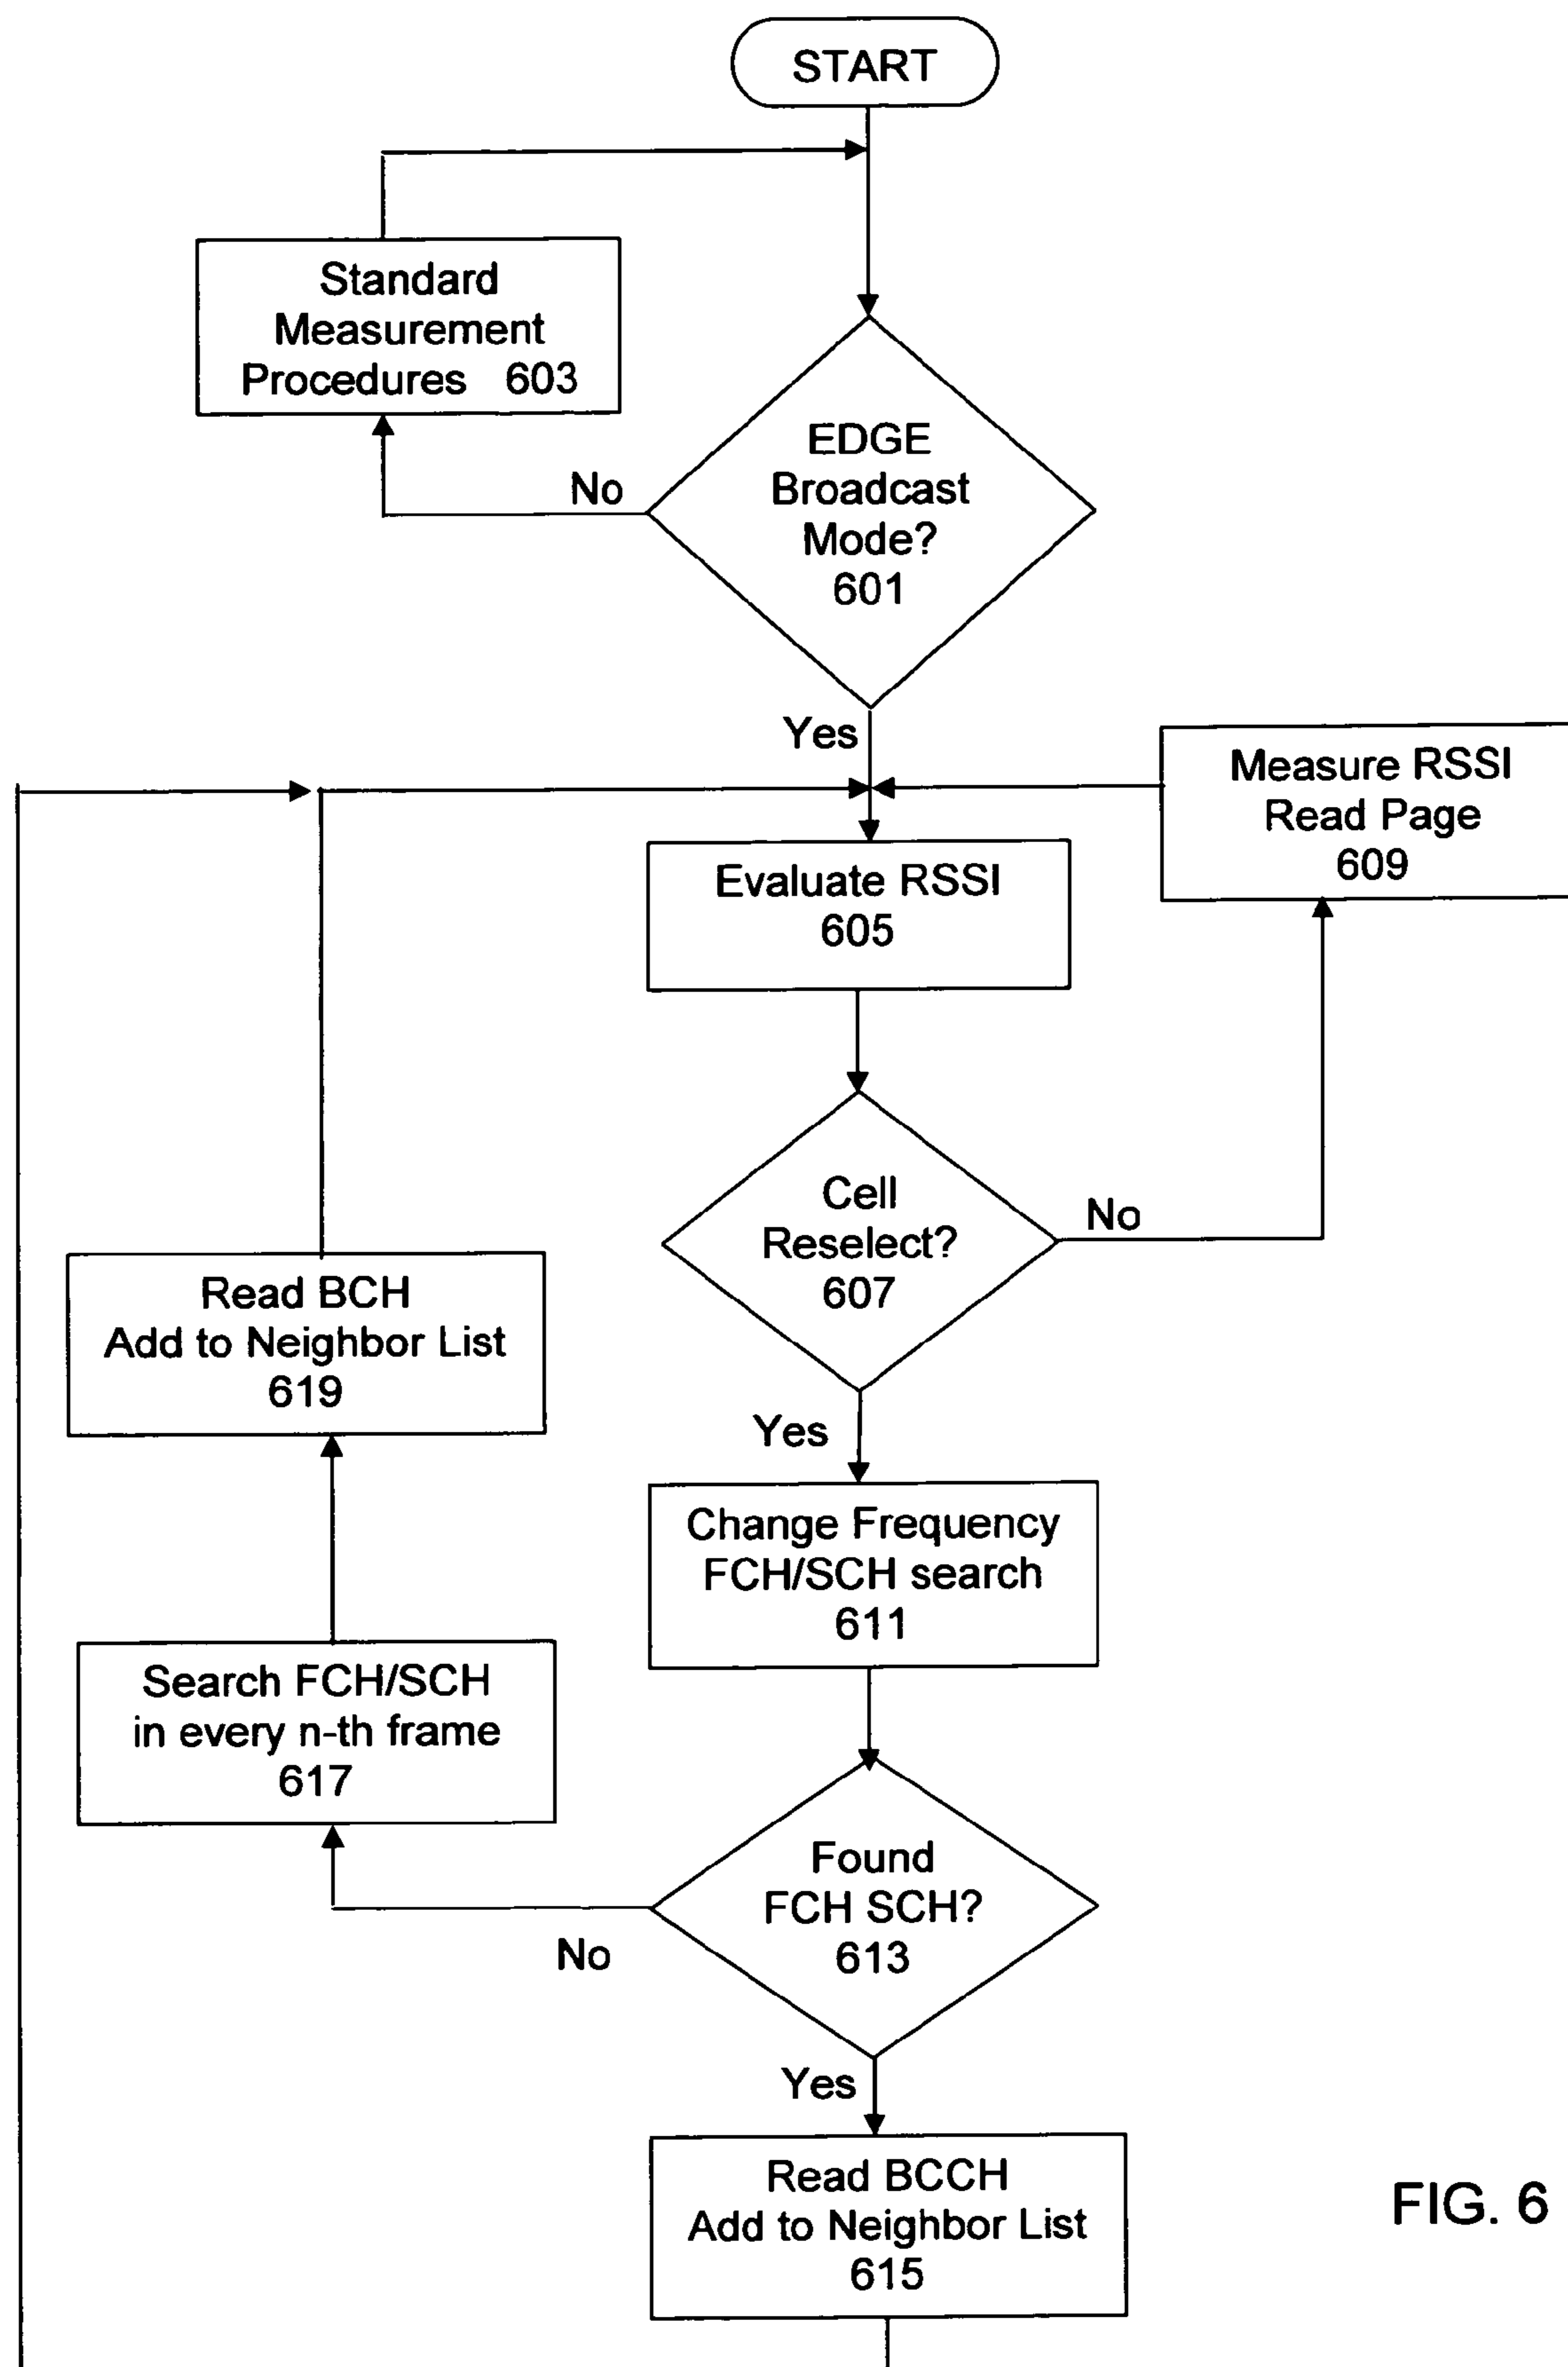 START
Standard
Measurement
Procedures 603
EDGE
Broadcast
Mode?
601
No
Yes
Measure RSSI
Read Page
609
Evaluate RSSI
605
Cell
Reselect?
607
No
Read BCH
Add to Neighbor List
619
Yes
Change Frequency
FCH/SCH search
611
Search FCH/SCH
in every n-th frame
617
Found
FCH SCH?
613
No
Yes
Read BCCH
Add to Neighbor List
615
FIG. 6